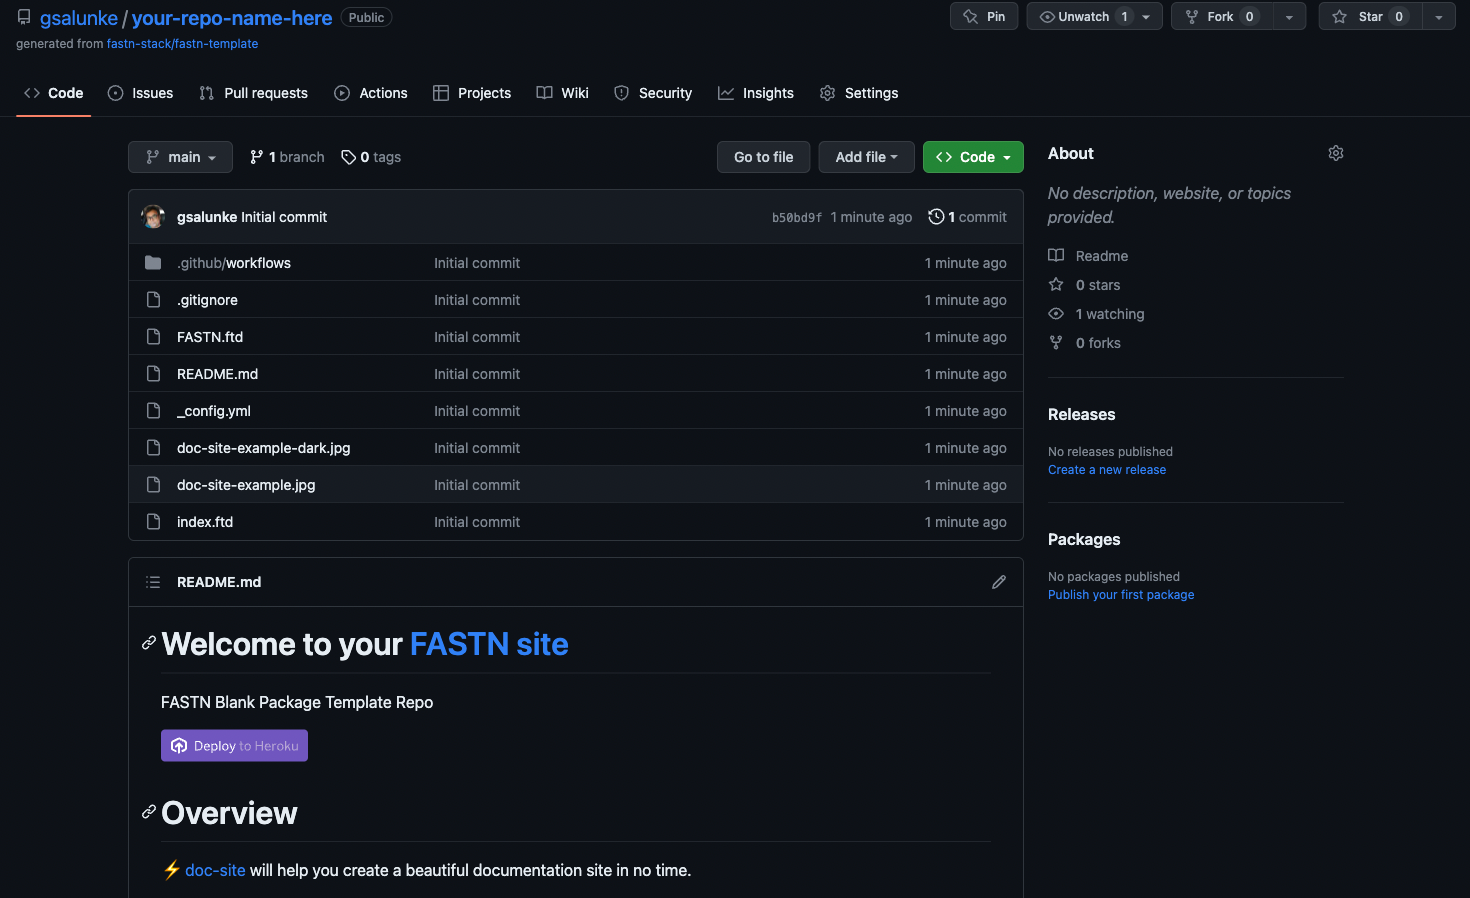 gsalunke / your-repo-name-here Public
Pin
Unwatch 1
Fork 0
Star 0
generated from fastn-stack/fastn-template
Code
Issues
Pull requests
Actions
Projects
Wiki
Security
Insights
Settings
main
1 branch
0 tags
Go to file
Add file
Code
gsalunke Initial commit
b50bd9f 1 minute ago
1 commit
.github/workflows Initial commit 1 minute ago
.gitignore Initial commit 1 minute ago
FASTN.ftd Initial commit 1 minute ago
README.md Initial commit 1 minute ago
_config.yml Initial commit 1 minute ago
doc-site-example-dark.jpg Initial commit 1 minute ago
doc-site-example.jpg Initial commit 1 minute ago
index.ftd Initial commit 1 minute ago
README.md
Welcome to your FASTN site
FASTN Blank Package Template Repo
Deploy to Heroku
Overview
⚡ doc-site will help you create a beautiful documentation site in no time.
About
No description, website, or topics
provided.
Readme
0 stars
1 watching
0 forks
Releases
No releases published
Create a new release
Packages
No packages published
Publish your first package